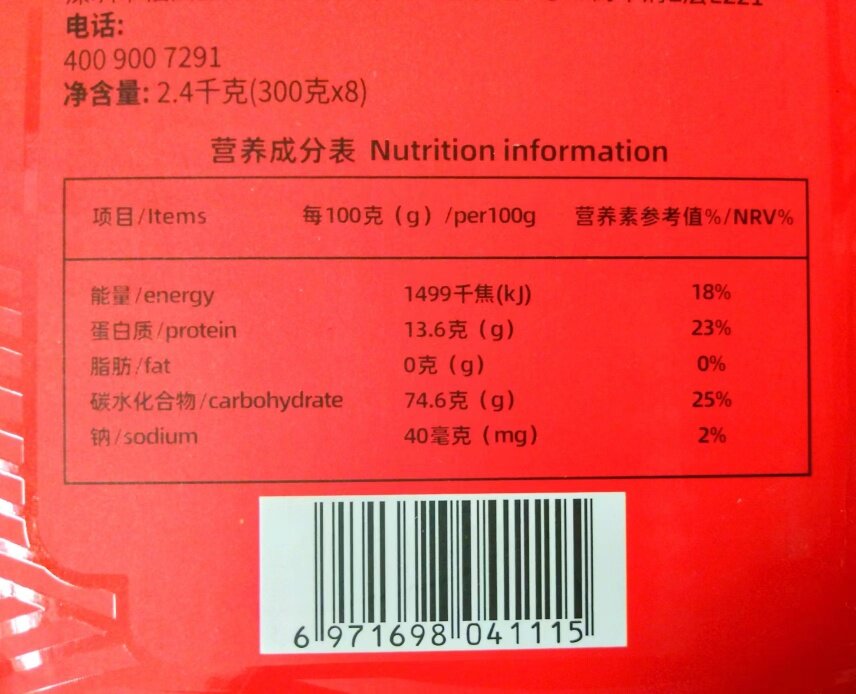 电话:
400 900 7291
净含量: 2.4千克(300克x8)
营养成分表 Nutrition information
项目/Items 每100克（g）/per100g 营养素参考值%/NRV%
能量/energy 1499千焦(kJ) 18%
蛋白质/protein 13.6克（g） 23%
脂肪/fat 0克（g） 0%
碳水化合物/carbohydrate 74.6克（g） 25%
钠/sodium 40毫克（mg） 2%
6 971698 041115